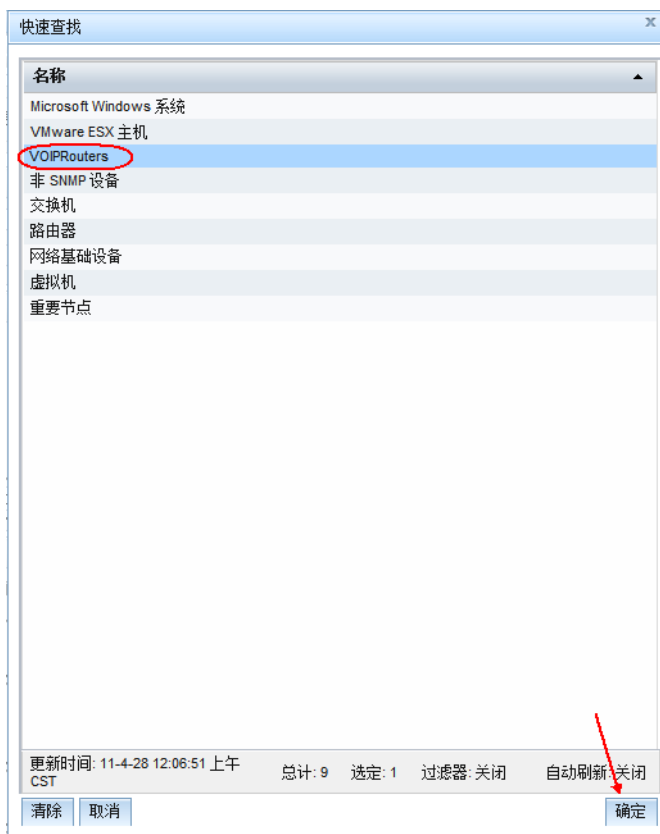 快速查找
名称
Microsoft Windows 系统
VMware ESX 主机
VOIPRouters
非 SNMP 设备
交换机
路由器
网络基础设备
虚拟机
重要节点
更新时间: 11-4-28 12:06:51 上午 CST 总计: 9 选定: 1 过滤器: 关闭 自动刷新: 关闭
清除 取消 确定